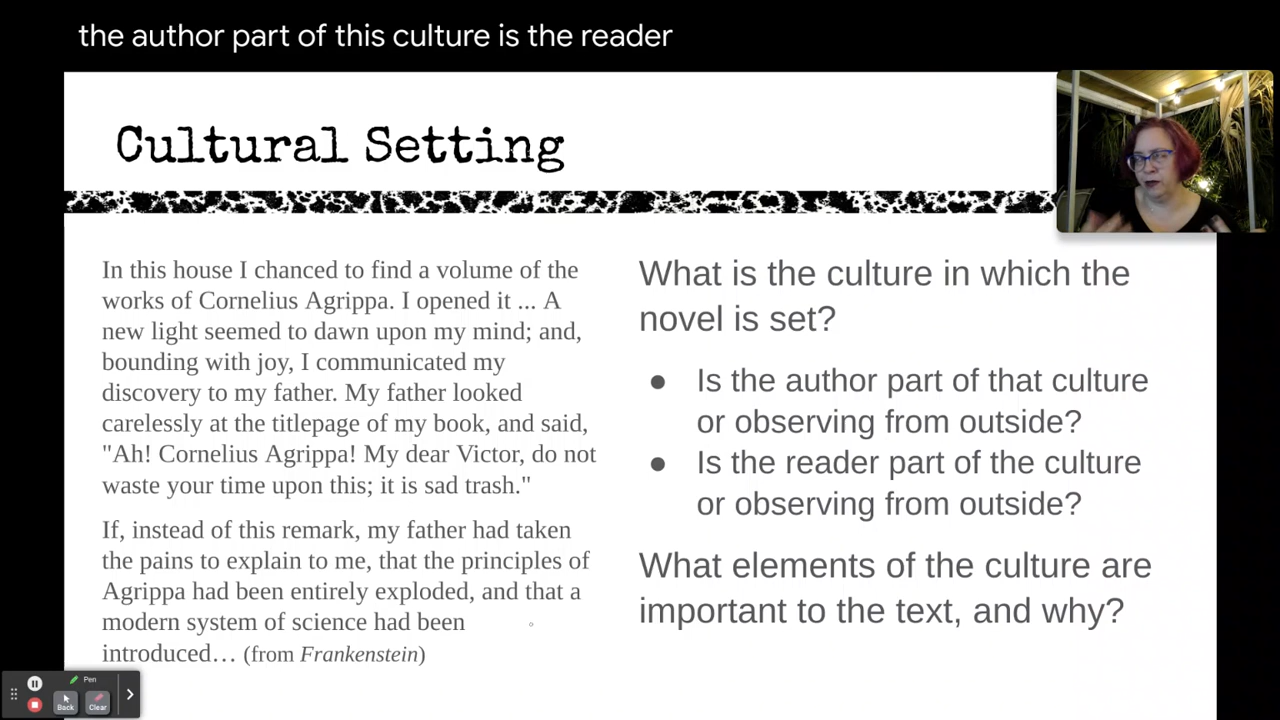 the author part of this culture is the reader
Cultural Setting
In this house I chanced to find a volume of the
works of Cornelius Agrippa. I opened it ... A
new light seemed to dawn upon my mind; and,
bounding with joy, I communicated my
discovery to my father. My father looked
carelessly at the titlepage of my book, and said,
"Ah! Cornelius Agrippa! My dear Victor, do not
waste your time upon this; it is sad trash."
If, instead of this remark, my father had taken
the pains to explain to me, that the principles of
Agrippa had been entirely exploded, and that a
modern system of science had been
introduced… (from Frankenstein)
What is the culture in which the
novel is set?
● Is the author part of that culture
or observing from outside?
● Is the reader part of the culture
or observing from outside?
What elements of the culture are
important to the text, and why?
Pen
Back Clear